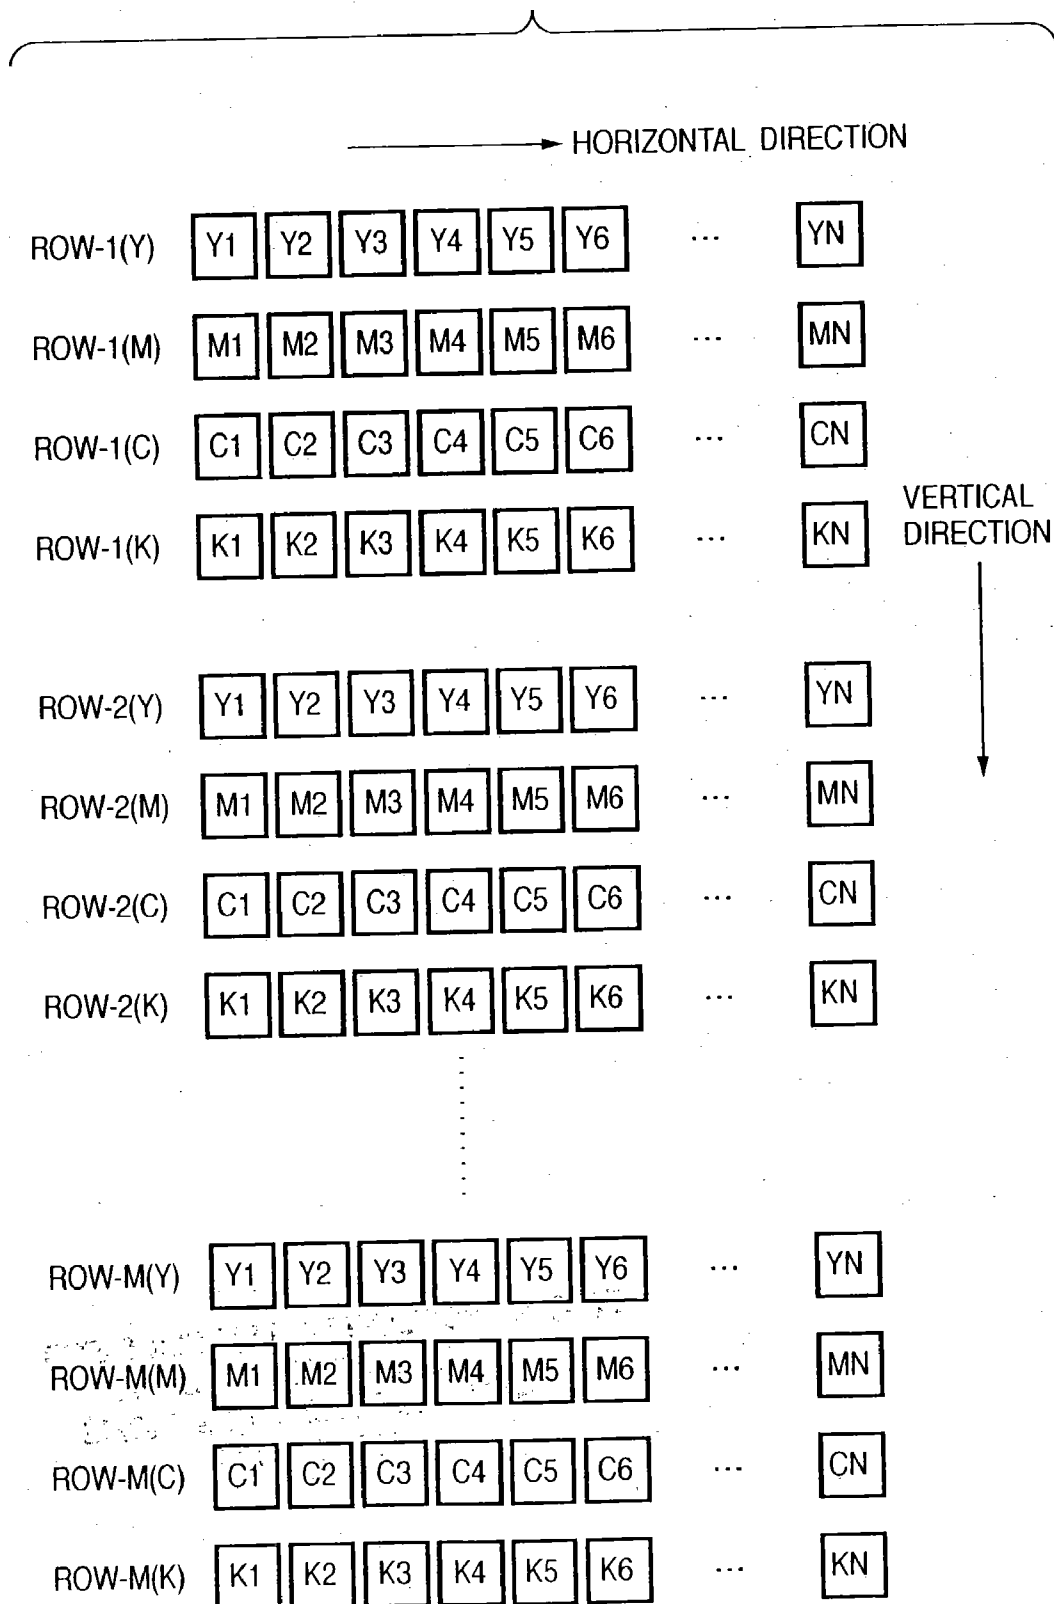 HORIZONTAL DIRECTION
ROW-1(Y) Y1 Y2 Y3 Y4 Y5 Y6 ... YN
ROW-1(M) M1 M2 M3 M4 M5 M6 ... MN
ROW-1(C) C1 C2 C3 C4 C5 C6 ... CN
ROW-1(K) K1 K2 K3 K4 K5 K6 ... KN
VERTICAL
DIRECTION
ROW-2(Y) Y1 Y2 Y3 Y4 Y5 Y6 ... YN
ROW-2(M) M1 M2 M3 M4 M5 M6 ... MN
ROW-2(C) C1 C2 C3 C4 C5 C6 ... CN
ROW-2(K) K1 K2 K3 K4 K5 K6 ... KN
ROW-M(Y) Y1 Y2 Y3 Y4 Y5 Y6 ... YN
ROW-M(M) M1 M2 M3 M4 M5 M6 ... MN
ROW-M(C) C1 C2 C3 C4 C5 C6 ... CN
ROW-M(K) K1 K2 K3 K4 K5 K6 ... KN